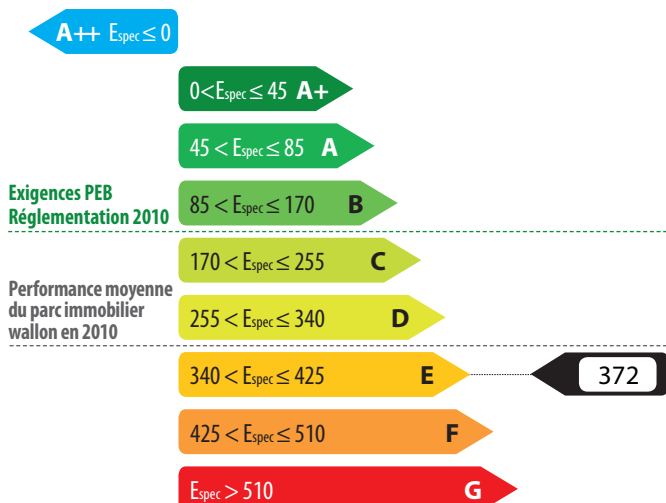 A++ Espec ≤ 0
0 < Espec ≤ 45 A+
45 < Espec ≤ 85 A
Exigences PEB
Réglementation 2010
85 < Espec ≤ 170 B
170 < Espec ≤ 255 C
Performance moyenne
du parc immobilier
wallon en 2010
255 < Espec ≤ 340 D
340 < Espec ≤ 425 E
372
425 < Espec ≤ 510 F
Espec > 510 G